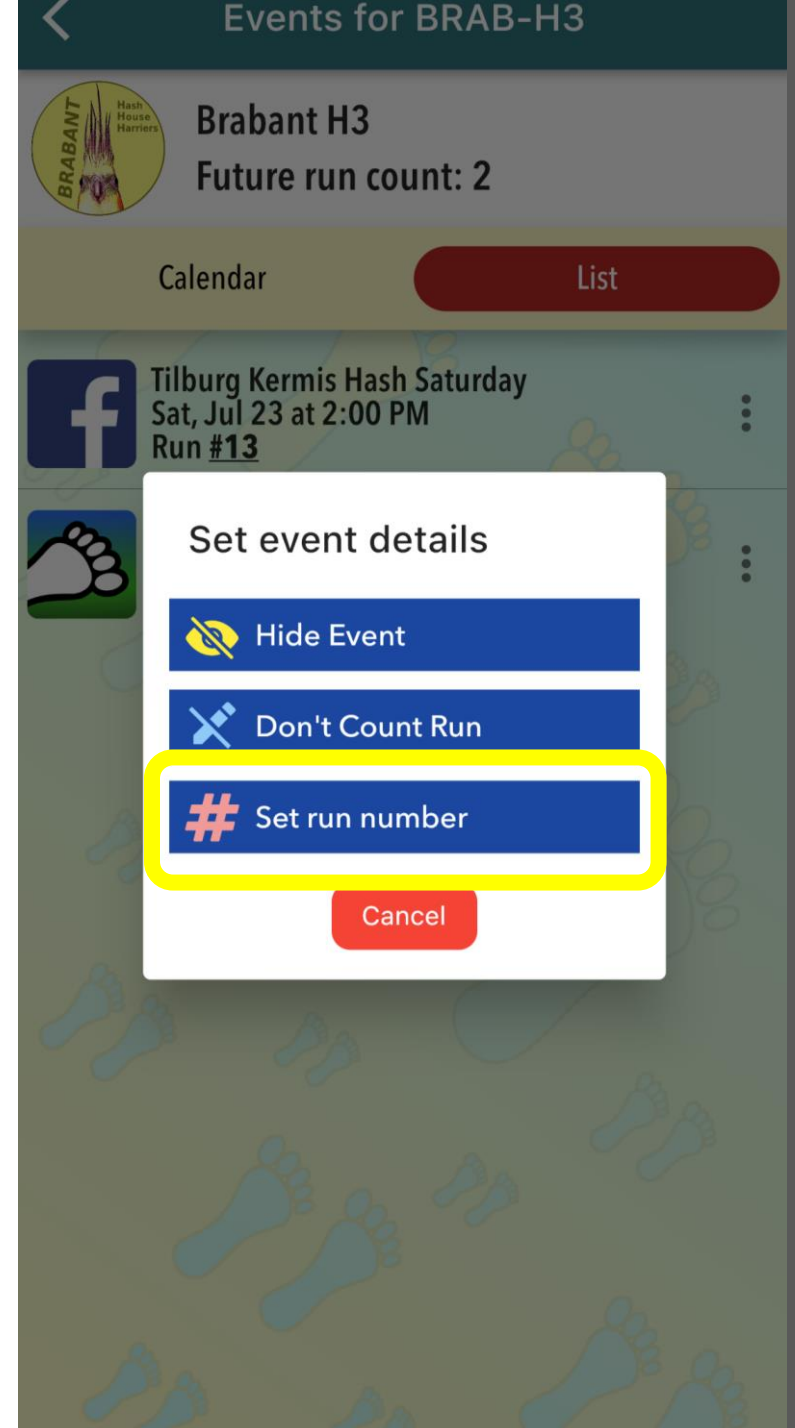 Events for BRAB-H3
BRABANT
Hash
House
Harriers
Brabant H3
Future run count: 2
Calendar
List
Tilburg Kermis Hash Saturday
Sat, Jul 23 at 2:00 PM
Run #13
Set event details
Hide Event
Don't Count Run
# Set run number
Cancel